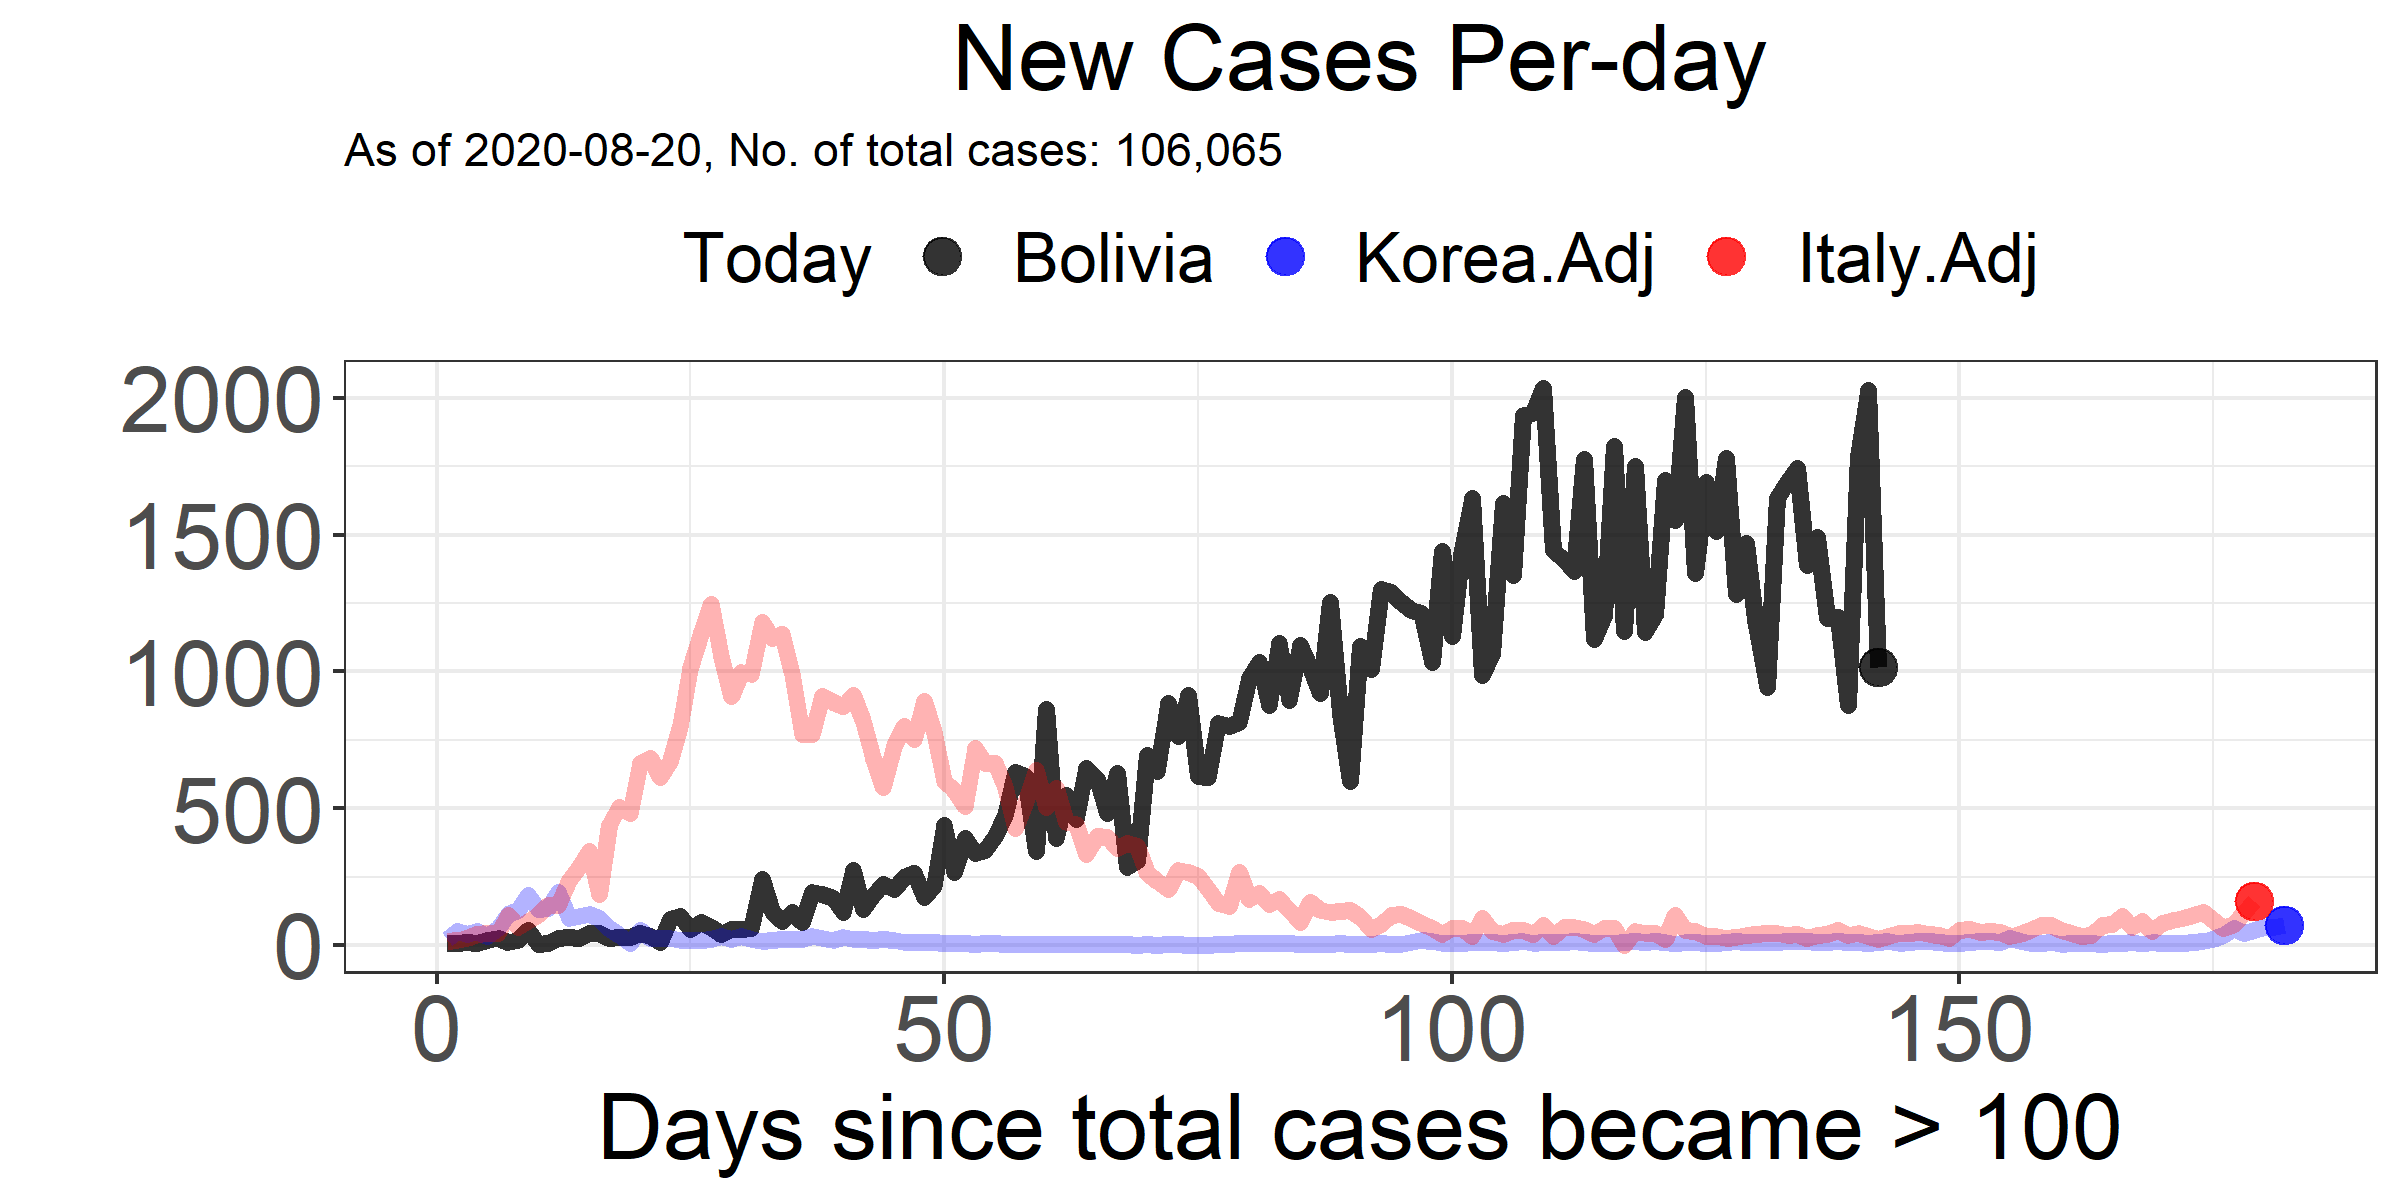 New Cases Per-day
As of 2020-08-20, No. of total cases: 106,065
Today Bolivia Korea.Adj Italy.Adj
2000
1500
1000
500
0
0 50 100 150
Days since total cases became > 100